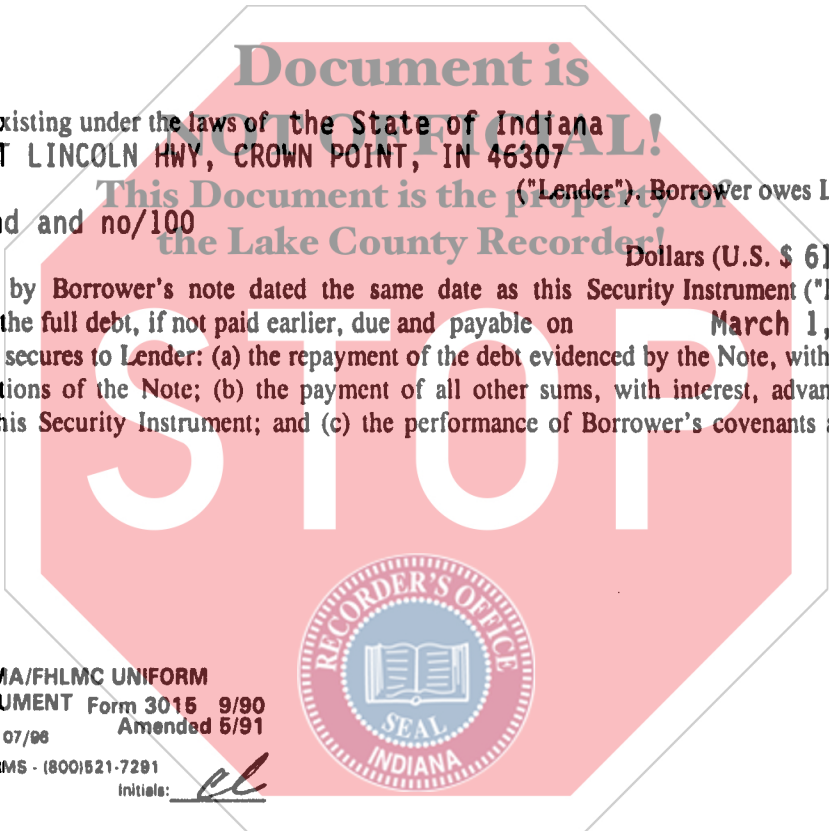 Document is
xisting under the laws of the State of Indiana
NOT OFFICIAL!
T LINCOLN HWY, CROWN POINT, IN 46307
This Document is the property of
("Lender"). Borrower owes L
nd and no/100
the Lake County Recorder!
Dollars (U.S. $ 61
by Borrower's note dated the same date as this Security Instrument ("
the full debt, if not paid earlier, due and payable on March 1,
secures to Lender: (a) the repayment of the debt evidenced by the Note, with
tions of the Note; (b) the payment of all other sums, with interest, advan
his Security Instrument; and (c) the performance of Borrower's covenants a
STOP
RECORDER'S OFFICE
SEAL
INDIANA
MA/FHLMC UNIFORM
UMENT Form 3015 9/90
Amended 5/91
07/96
MS - (800)521-7291
Initials: cl